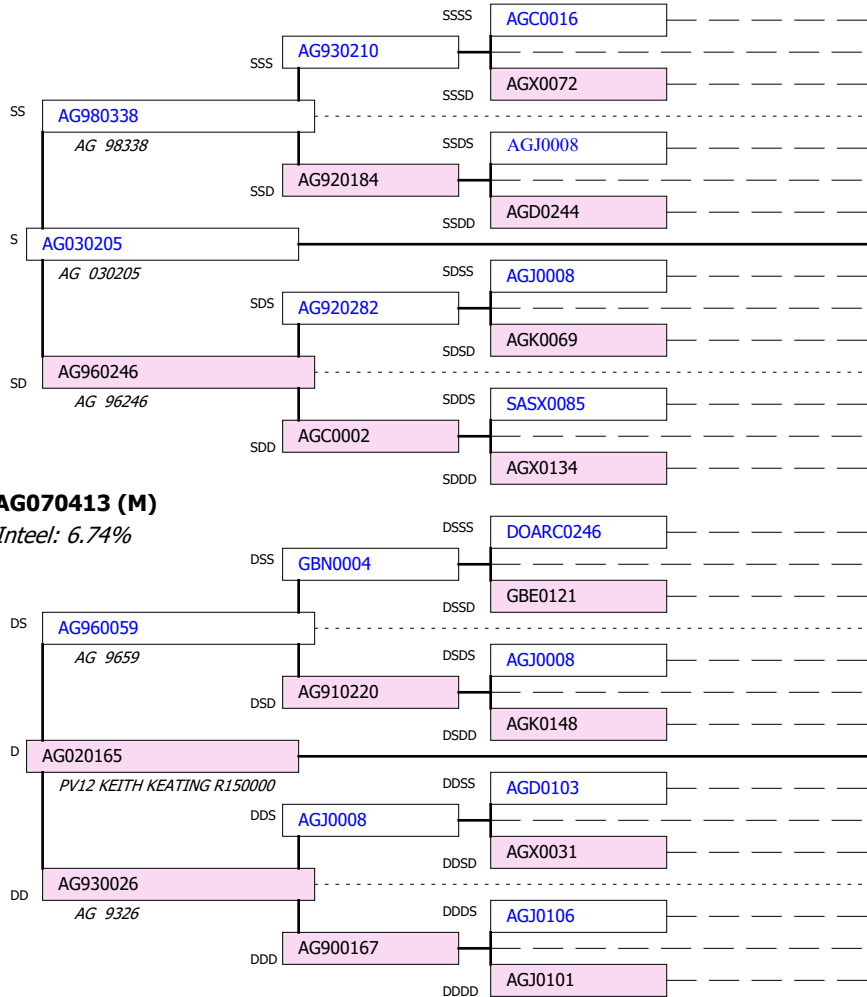 SSSS AGC0016
SSS AG930210
SSSD AGX0072
SS AG980338
AG 98338
SSDS AGJ0008
SSD AG920184
SSDD AGD0244
S AG030205
AG 030205
SDSS AGJ0008
SDS AG920282
SDSD AGK0069
SD AG960246
AG 96246
SDDS SASX0085
SDD AGC0002
SDDD AGX0134
AG070413 (M)
Inteel: 6.74%
DSSS DOARC0246
DSS GBN0004
DSSD GBE0121
DS AG960059
AG 9659
DSDS AGJ0008
DSD AG910220
DSDD AGK0148
D AG020165
PV12 KEITH KEATING R150000
DDSS AGD0103
DDS AGJ0008
DDSD AGX0031
DD AG930026
AG 9326
DDDS AGJ0106
DDD AG900167
DDDD AGJ0101